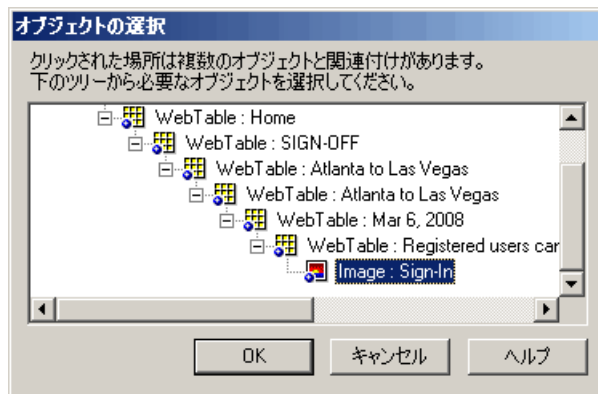 オブジェクトの選択
クリックされた場所は複数のオブジェクトと関連付けがあります。
下のツリーから必要なオブジェクトを選択してください。
WebTable : Home
WebTable : SIGN-OFF
WebTable : Atlanta to Las Vegas
WebTable : Atlanta to Las Vegas
WebTable : Mar 6, 2008
WebTable : Registered users car
Image : Sign-In
OK キャンセル ヘルプ